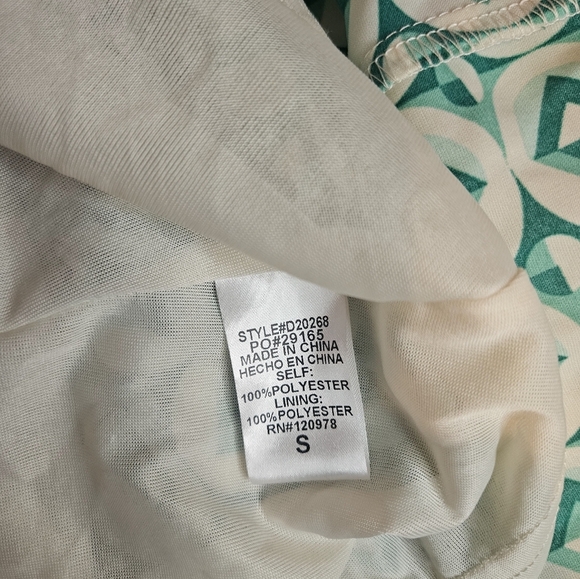 STYLE#D20268
PO#29165
MADE IN CHINA
HECHO EN CHINA
SELF:
100%POLYESTER
LINING:
100%POLYESTER
RN#120978
S